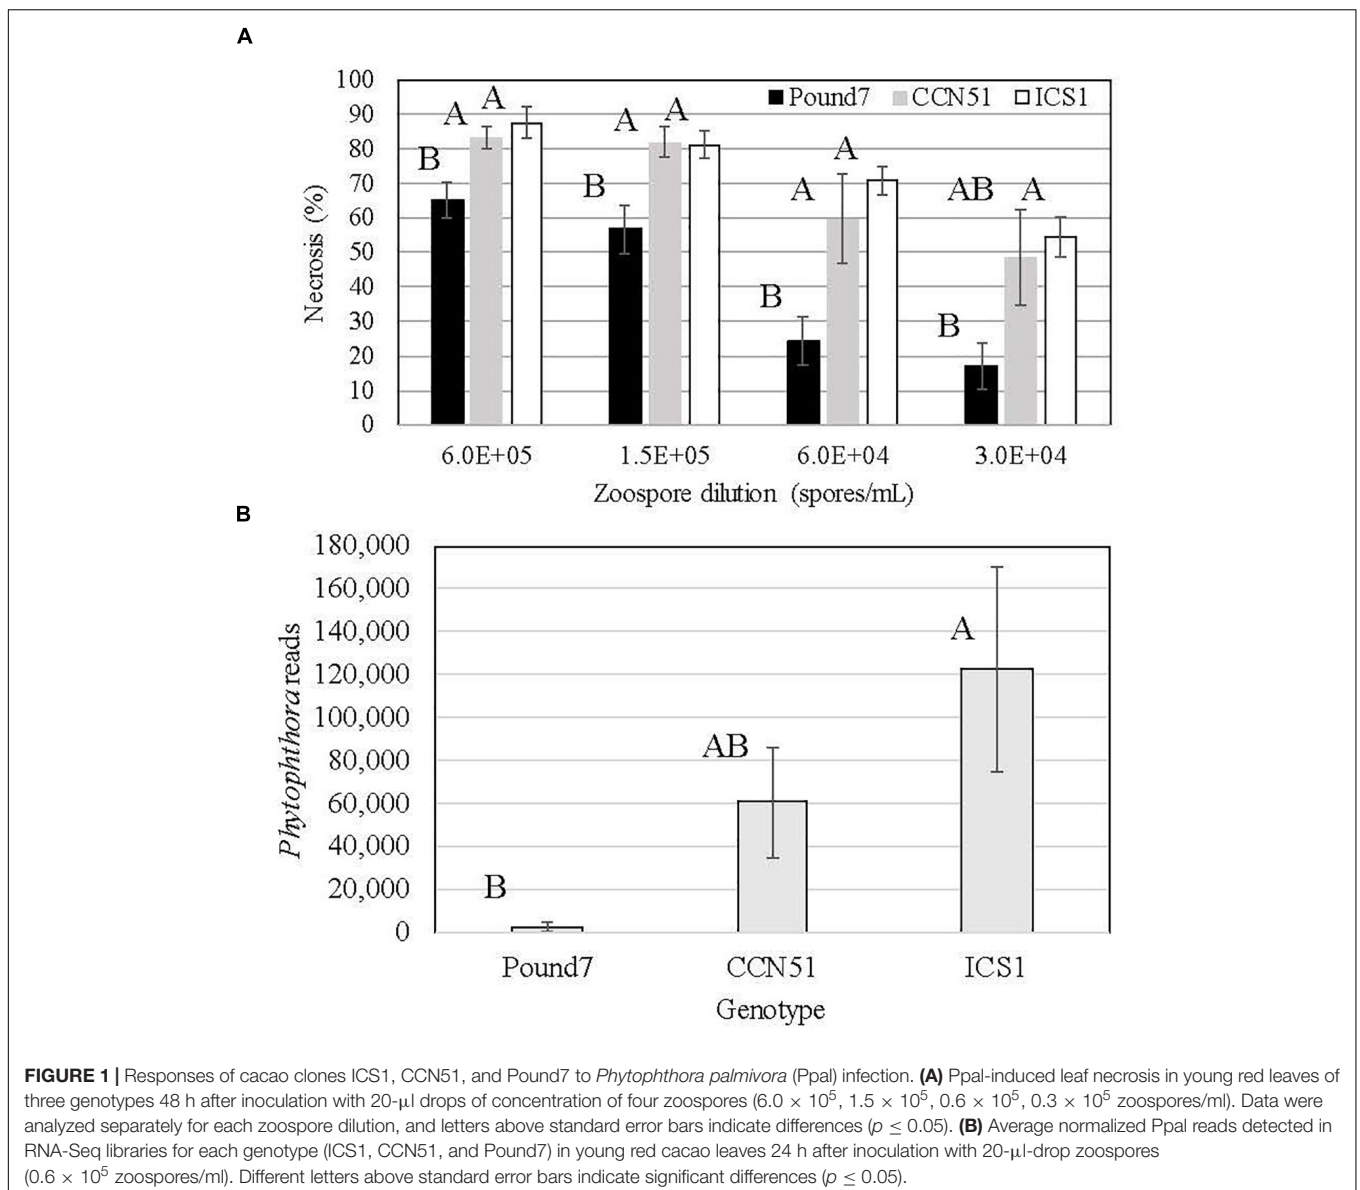 A
100
90
80
70
60
50
40
30
20
10
0
Necrosis (%)
Pound7 CCN51 ICS1
B A A
B A A
B A A
B AB A
6.0E+05 1.5E+05 6.0E+04 3.0E+04
Zoospore dilution (spores/mL)
B
180,000
160,000
140,000
120,000
100,000
80,000
60,000
40,000
20,000
0
Phytophthora reads
B AB A
Pound7 CCN51 ICS1
Genotype
FIGURE 1 | Responses of cacao clones ICS1, CCN51, and Pound7 to Phytophthora palmivora (Ppal) infection. (A) Ppal-induced leaf necrosis in young red leaves of
three genotypes 48 h after inoculation with 20-μl drops of concentration of four zoospores (6.0 × 10⁵, 1.5 × 10⁵, 0.6 × 10⁵, 0.3 × 10⁵ zoospores/ml). Data were
analyzed separately for each zoospore dilution, and letters above standard error bars indicate differences (p ≤ 0.05). (B) Average normalized Ppal reads detected in
RNA-Seq libraries for each genotype (ICS1, CCN51, and Pound7) in young red cacao leaves 24 h after inoculation with 20-μl-drop zoospores
(0.6 × 10⁵ zoospores/ml). Different letters above standard error bars indicate significant differences (p ≤ 0.05).